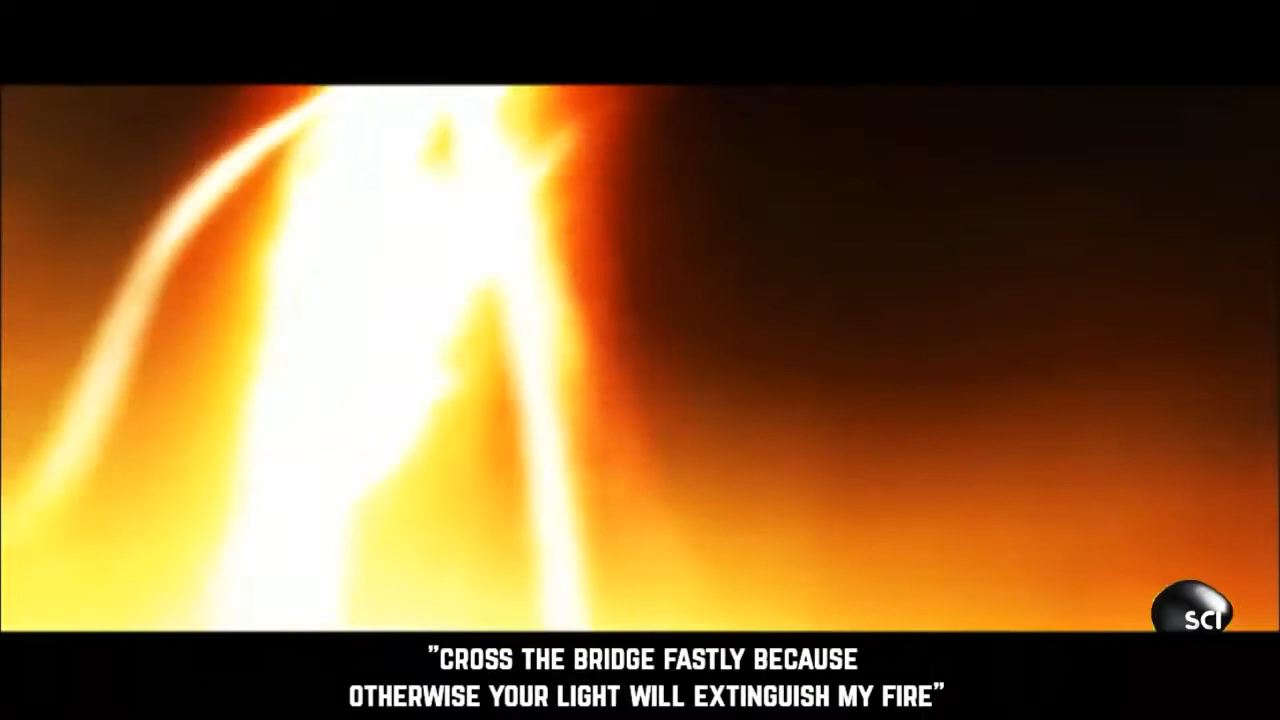 SCI
"CROSS THE BRIDGE FASTLY BECAUSE
OTHERWISE YOUR LIGHT WILL EXTINGUISH MY FIRE"